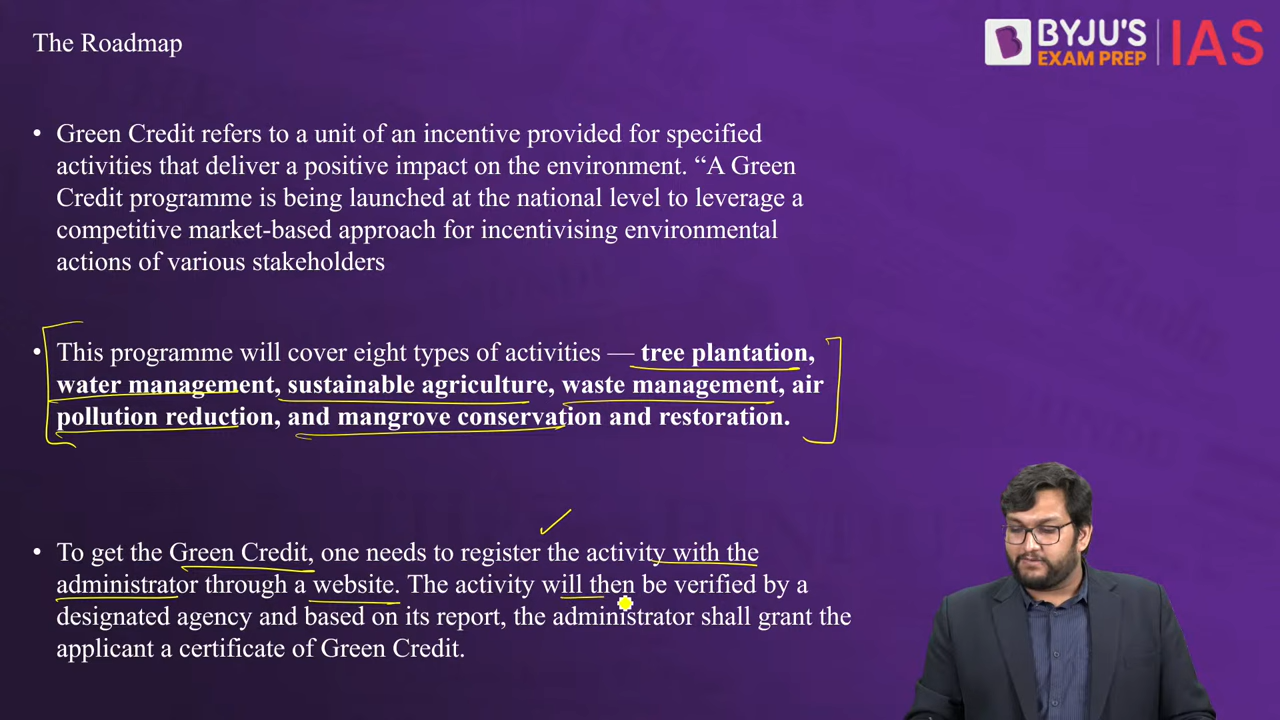 The Roadmap
BYJU'S
EXAM PREP
IAS
• Green Credit refers to a unit of an incentive provided for specified
activities that deliver a positive impact on the environment. “A Green
Credit programme is being launched at the national level to leverage a
competitive market-based approach for incentivising environmental
actions of various stakeholders
• This programme will cover eight types of activities — tree plantation,
water management, sustainable agriculture, waste management, air
pollution reduction, and mangrove conservation and restoration.
• To get the Green Credit, one needs to register the activity with the
administrator through a website. The activity will then be verified by a
designated agency and based on its report, the administrator shall grant the
applicant a certificate of Green Credit.